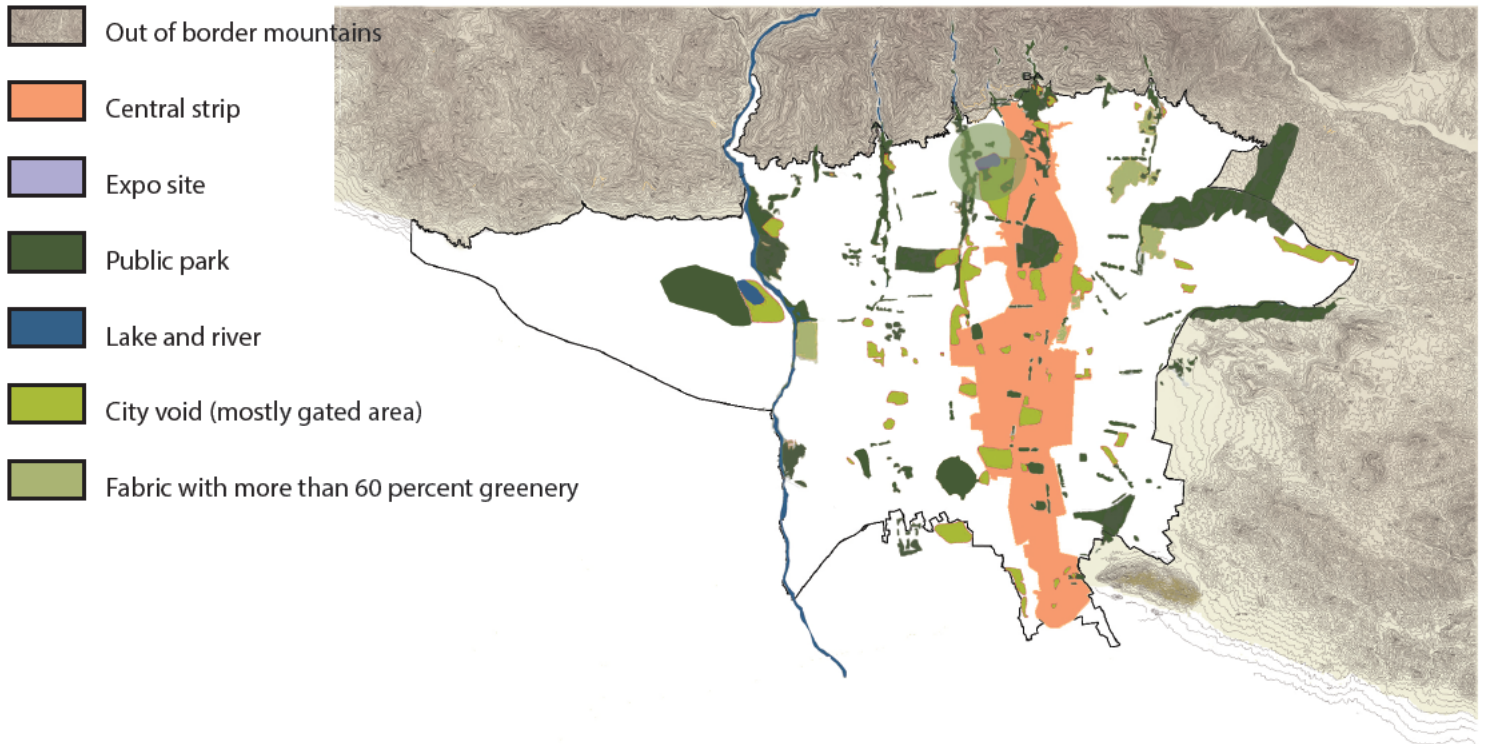 Out of border mountains
Central strip
Expo site
Public park
Lake and river
City void (mostly gated area)
Fabric with more than 60 percent greenery